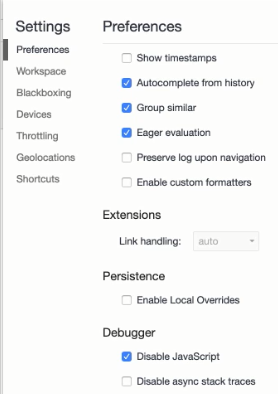 Settings
Preferences
Workspace
Blackboxing
Devices
Throttling
Geolocations
Shortcuts
Preferences
Show timestamps
Autocomplete from history
Group similar
Eager evaluation
Preserve log upon navigation
Enable custom formatters
Extensions
Link handling: auto
Persistence
Enable Local Overrides
Debugger
Disable JavaScript
Disable async stack traces